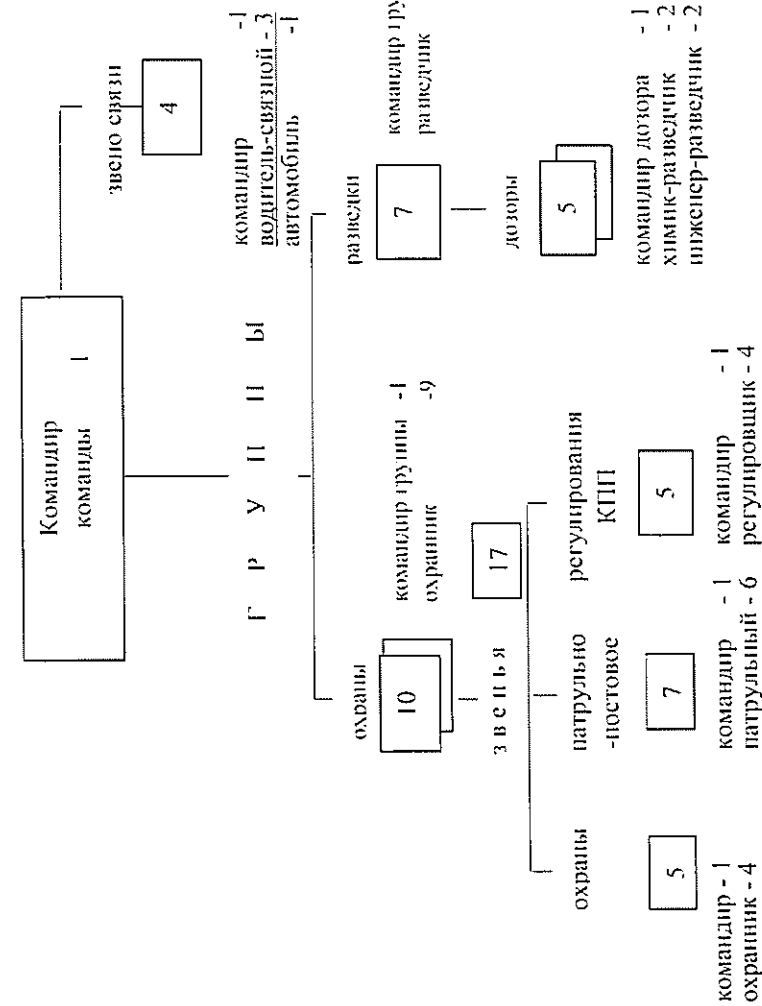 Командир
команды 1
звено связи
4
командир -1
водитель-связной - 3
автомобиль -1
Г Р У П П Ы
охраны
10
командир группы -1
охранник -9
разведки
7
командир
разведчик
звенья
17
дозоры
5
командир дозора - 1
химик-разведчик - 2
инженер-разведчик - 2
охраны
5
командир - 1
охранник - 4
патрульно
-постовое
7
командир - 1
патрульный - 6
регулирования
КПП
5
командир - 1
регулировщик - 4